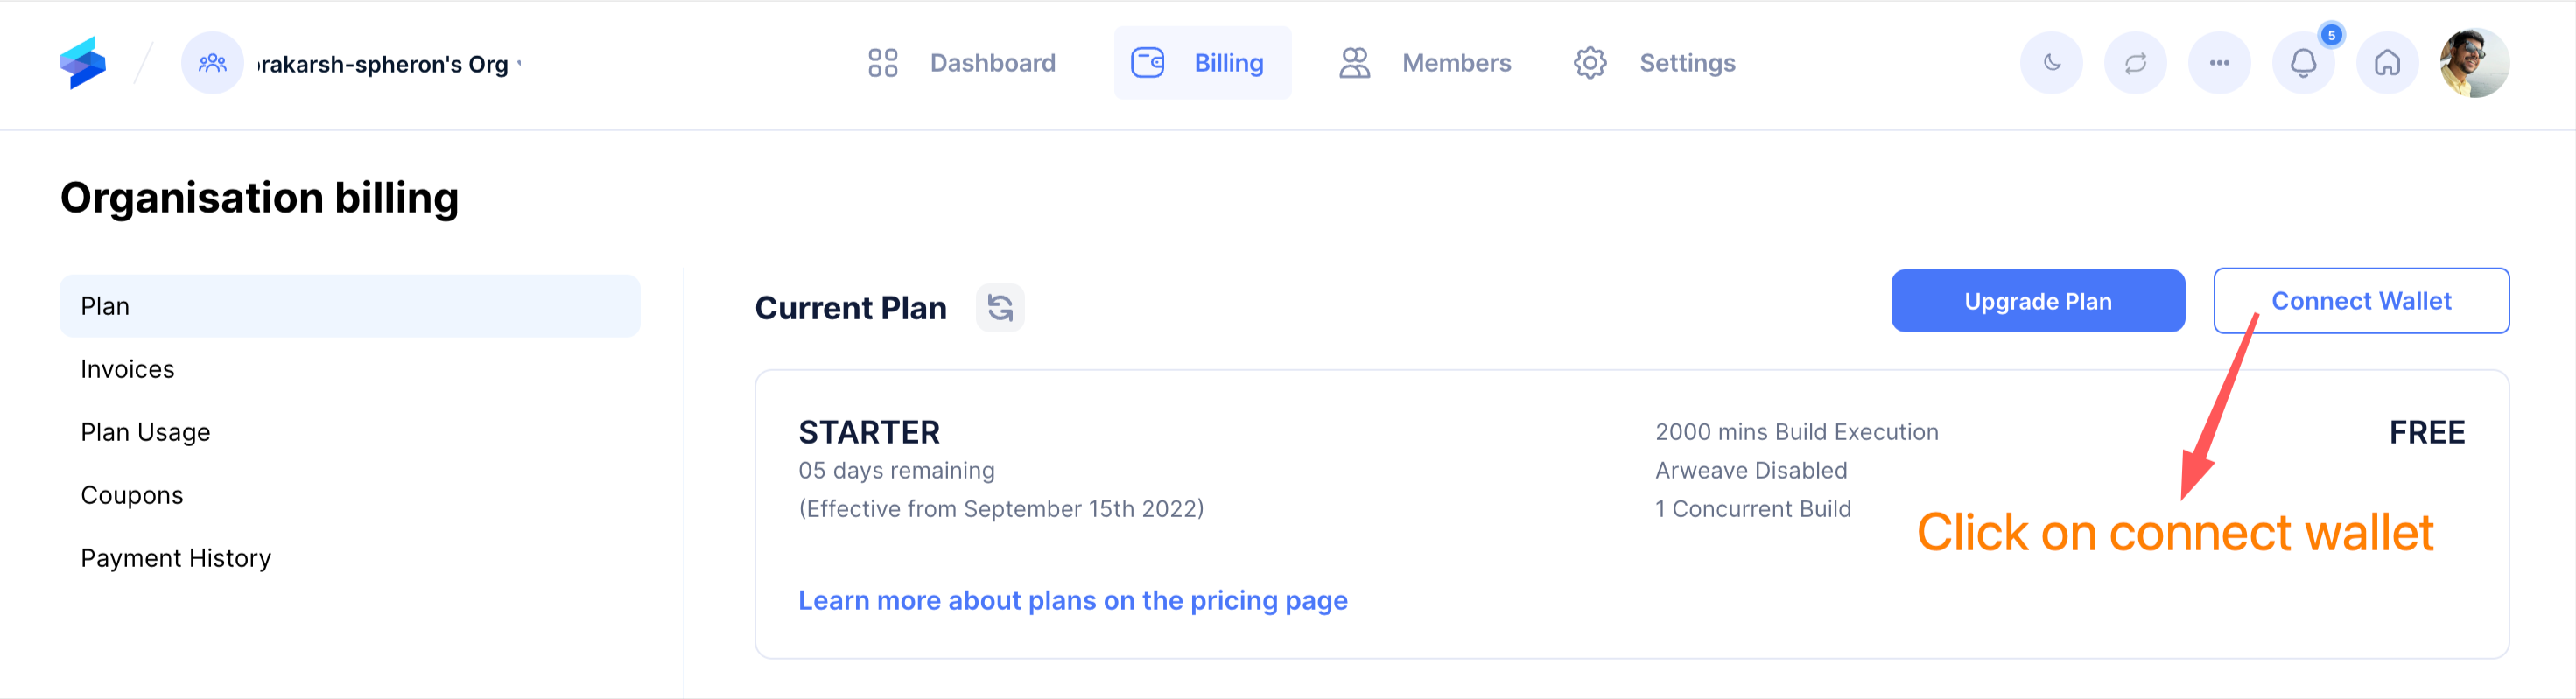 rakarsh-spheron's Org
Dashboard
Billing
Members
Settings
5
Organisation billing
Plan
Invoices
Plan Usage
Coupons
Payment History
Current Plan
Upgrade Plan
Connect Wallet
STARTER
05 days remaining
(Effective from September 15th 2022)
2000 mins Build Execution
Arweave Disabled
1 Concurrent Build
FREE
Click on connect wallet
Learn more about plans on the pricing page